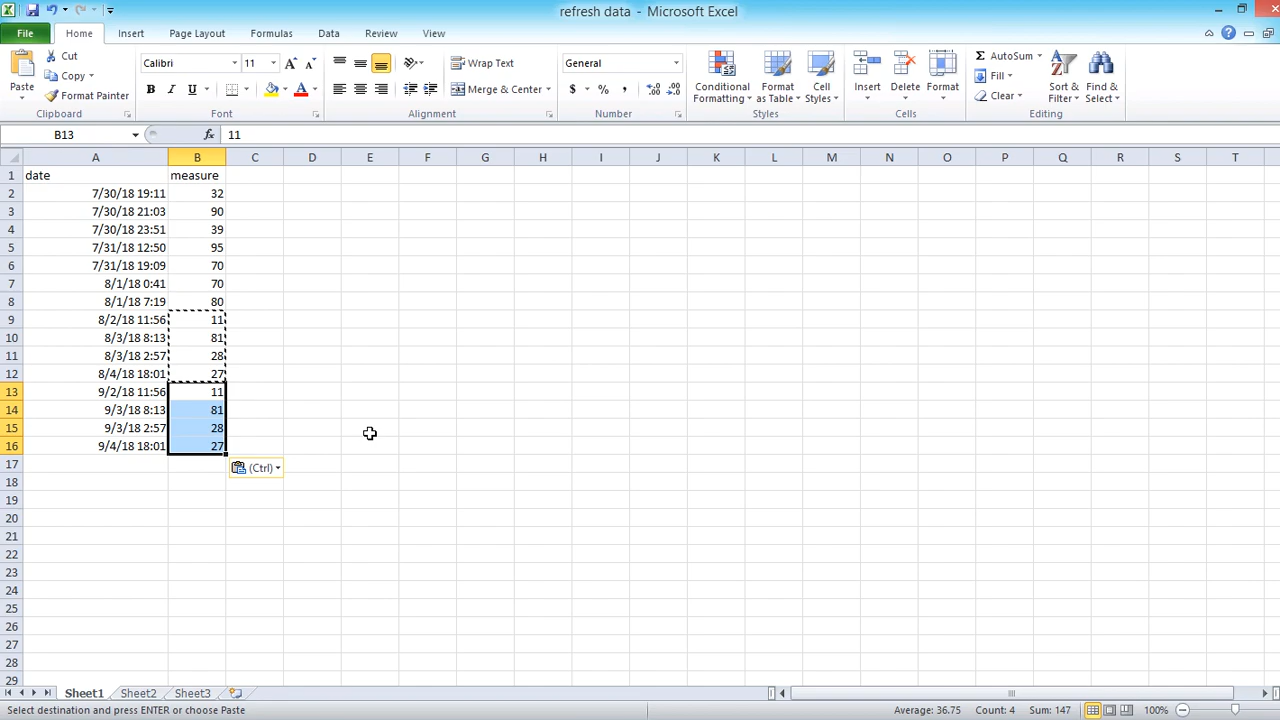 refresh data - Microsoft Excel
File Home Insert Page Layout Formulas Data Review View
Paste Cut Copy Format Painter Clipboard
Calibri 11 B I U A Font
Wrap Text Merge & Center Alignment
General $ % , Number
Conditional Formatting Format as Table Cell Styles Styles
Insert Delete Format Cells
AutoSum Fill Clear Sort & Filter Find & Select Editing
B13 fx 11
A B C D E F G H I J K L M N O P Q R S T
1 date measure
2 7/30/18 19:11 32
3 7/30/18 21:03 90
4 7/30/18 23:51 39
5 7/31/18 12:50 95
6 7/31/18 19:09 70
7 8/1/18 0:41 70
8 8/1/18 7:19 80
9 8/2/18 11:56 11
10 8/3/18 8:13 81
11 8/3/18 2:57 28
12 8/4/18 18:01 27
13 9/2/18 11:56 11
14 9/3/18 8:13 81
15 9/3/18 2:57 28
16 9/4/18 18:01 27
17 (Ctrl)
18
19
20
21
22
23
24
25
26
27
28
29
Sheet1 Sheet2 Sheet3
Select destination and press ENTER or choose Paste Average: 36.75 Count: 4 Sum: 147 100%